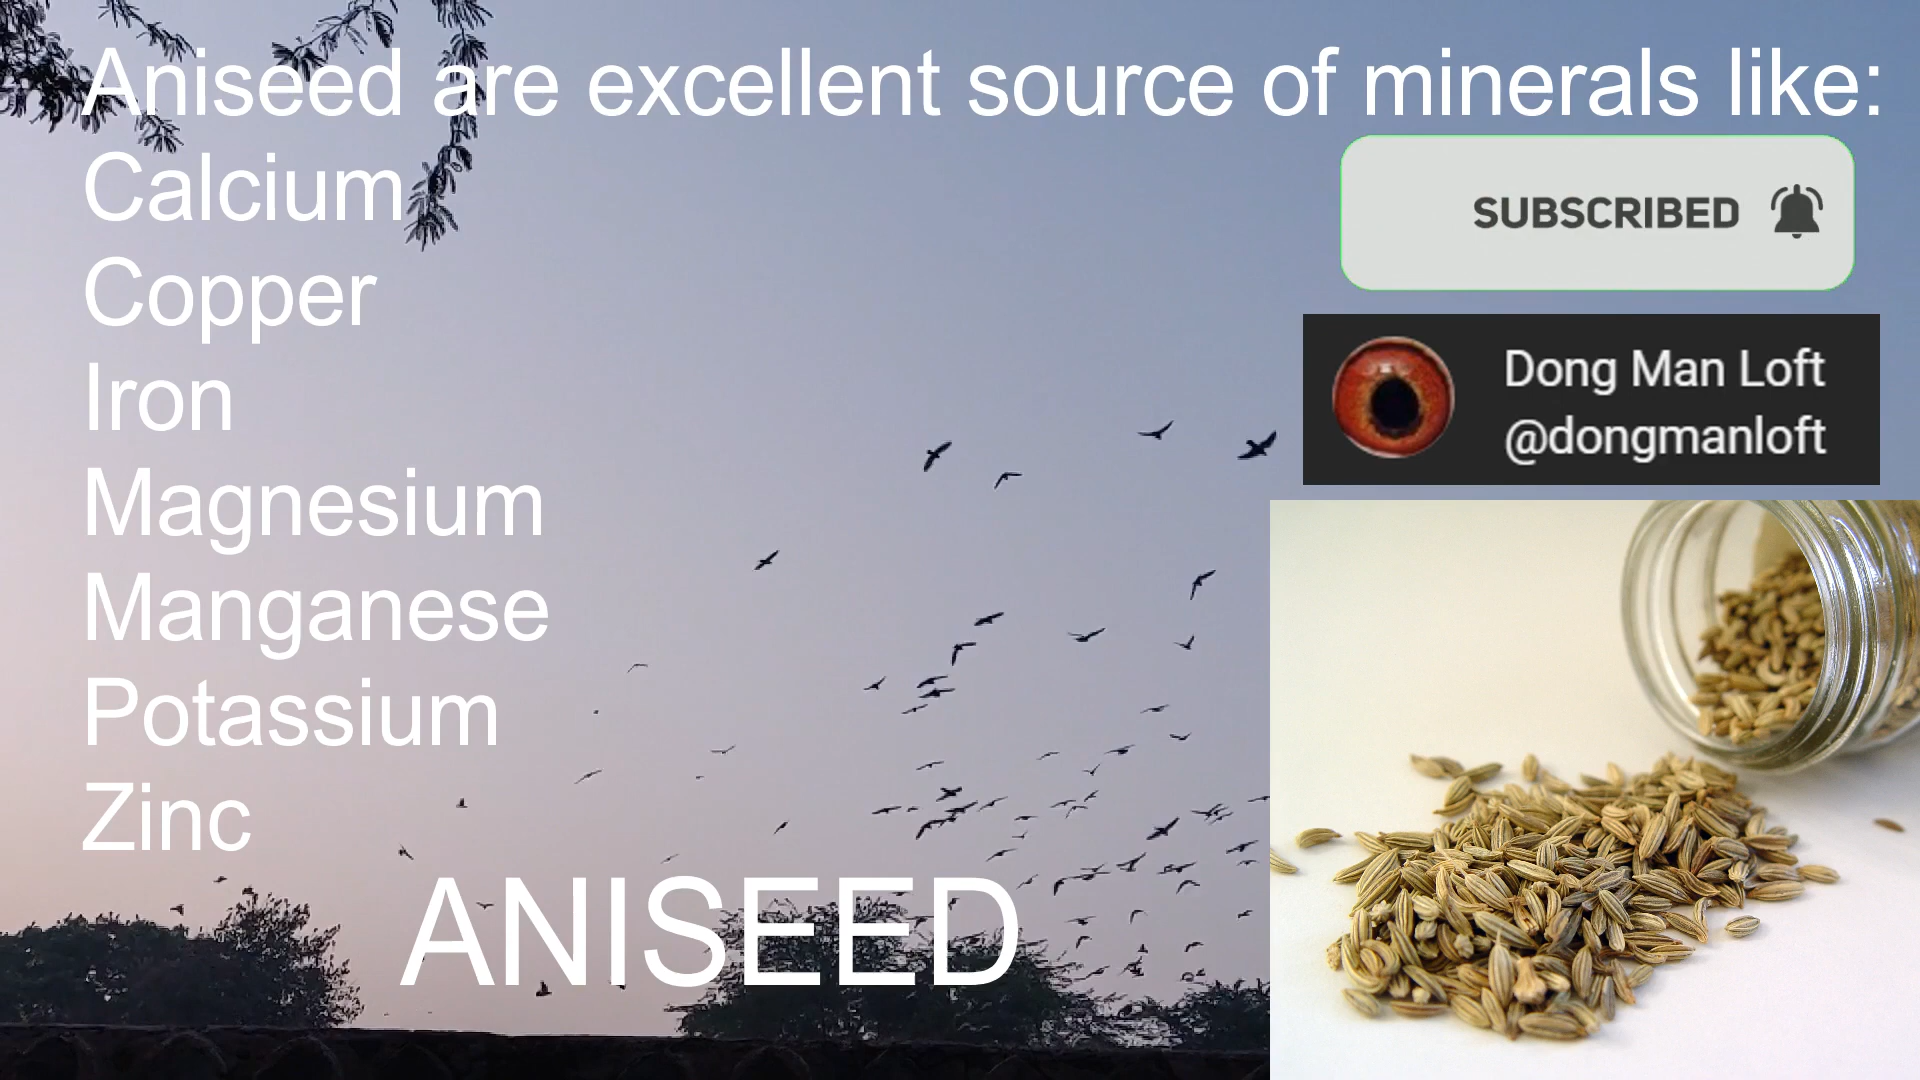 Aniseed are excellent source of minerals like:
Calcium
Copper
Iron
Magnesium
Manganese
Potassium
Zinc
ANISEED
SUBSCRIBED
Dong Man Loft
@dongmanloft